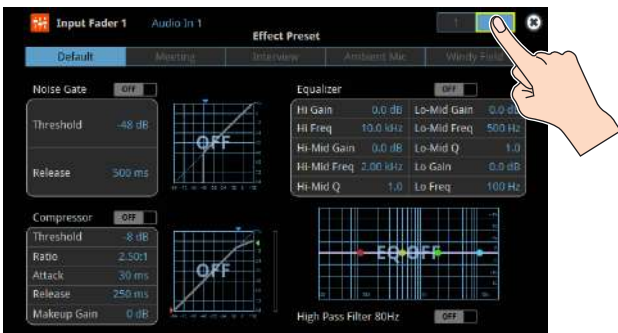 Input Fader 1 Audio In 1 1
Effect Preset
Default Meeting Interview Ambient Mic Windy Field
Noise Gate OFF
Threshold -48 dB
Release 500 ms
OFF
Equalizer OFF
Hi Gain 0.0 dB Lo-Mid Gain 0.0 dB
Hi Freq 10.0 kHz Lo-Mid Freq 500 Hz
Hi-Mid Gain 0.0 dB Lo-Mid Q 1.0
Hi-Mid Freq 2.00 kHz Lo Gain 0.0 dB
Hi-Mid Q 1.0 Lo Freq 100 Hz
Compressor OFF
Threshold -8 dB
Ratio 2.50:1
Attack 30 ms
Release 250 ms
Makeup Gain 0 dB
OFF
EQ OFF
High Pass Filter 80Hz OFF